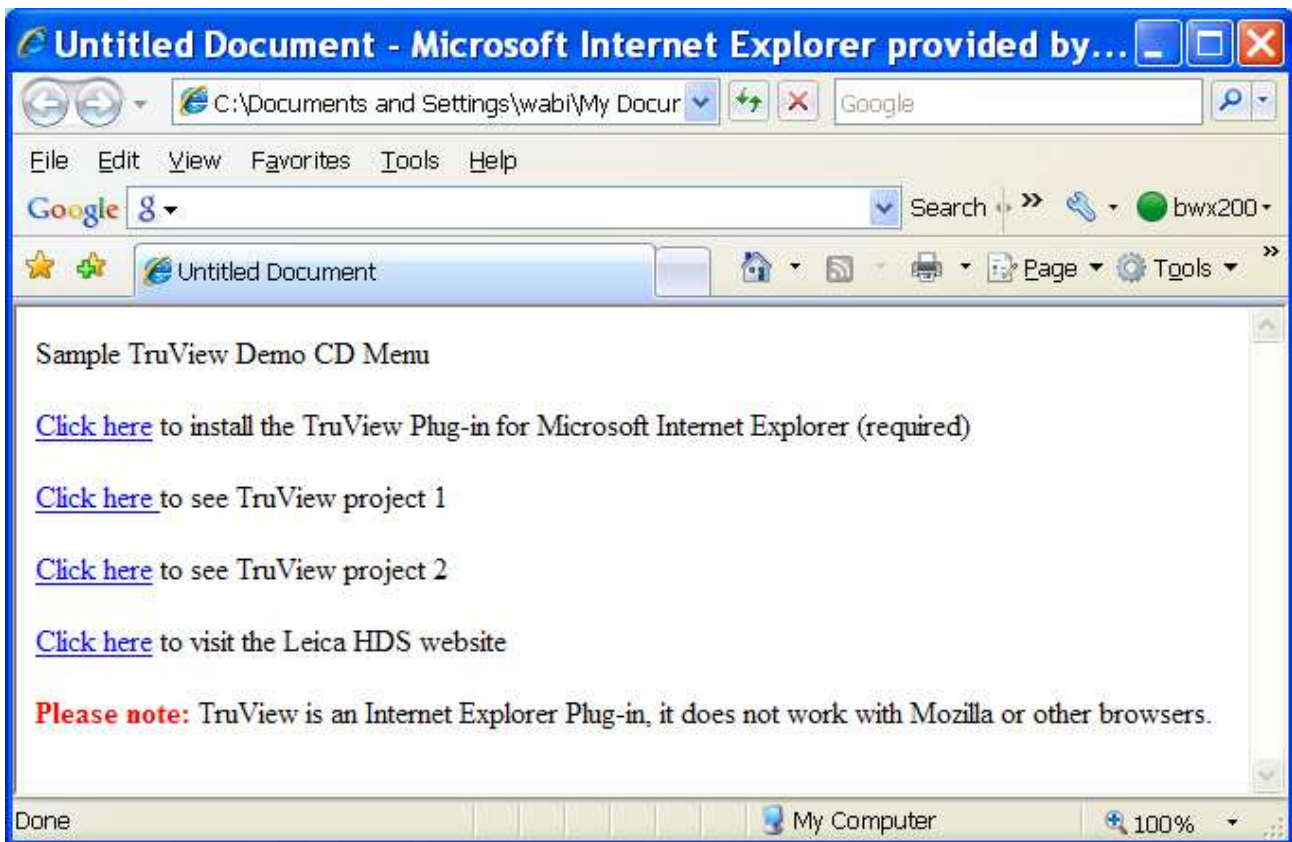 Untitled Document - Microsoft Internet Explorer provided by...
C:\Documents and Settings\wabi\My Docur
Google
File Edit View Favorites Tools Help
Google g Search » bwx200
Untitled Document Page Tools »
Sample TruView Demo CD Menu
Click here to install the TruView Plug-in for Microsoft Internet Explorer (required)
Click here to see TruView project 1
Click here to see TruView project 2
Click here to visit the Leica HDS website
Please note: TruView is an Internet Explorer Plug-in, it does not work with Mozilla or other browsers.
Done My Computer 100%